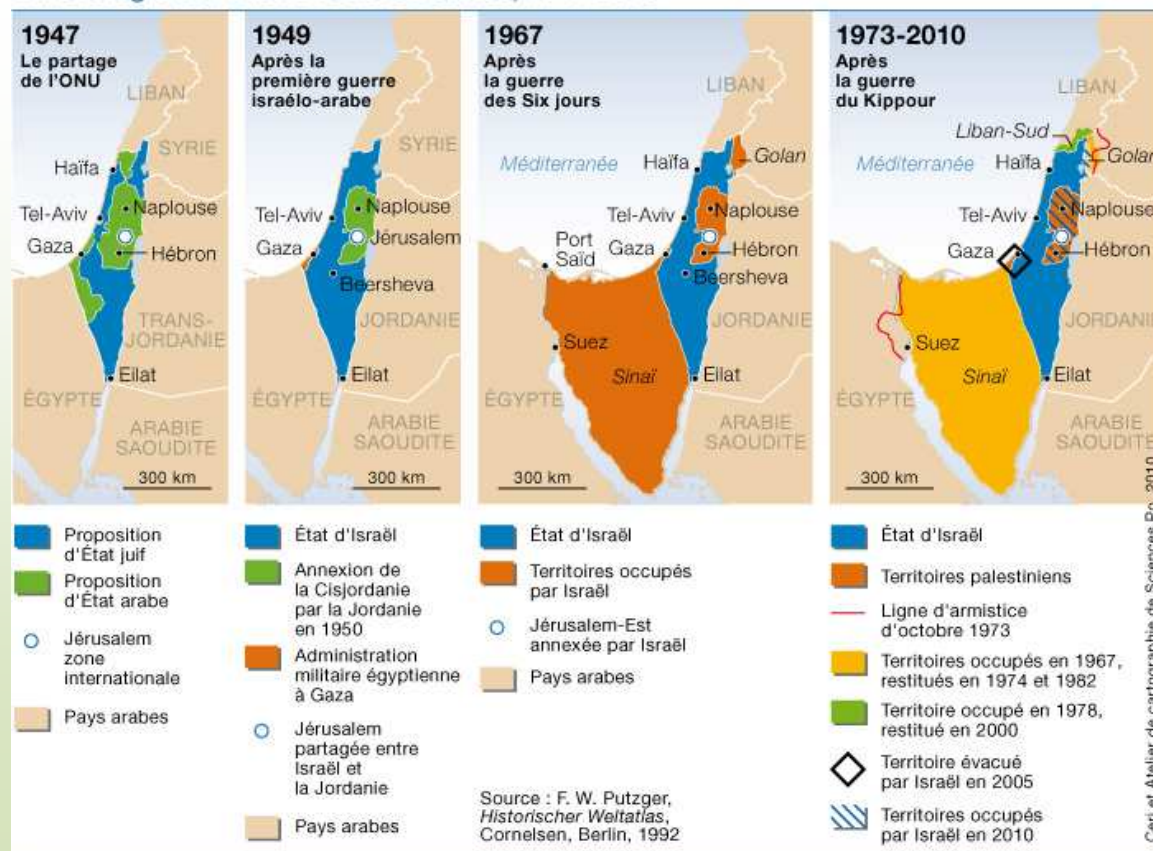 1947
Le partage
de l'ONU
LIBAN
SYRIE
Haïfa
Tel-Aviv
Naplouse
Gaza
Hébron
TRANS-
JORDANIE
Eilat
ÉGYPTE
ARABIE
SAOUDITE
300 km
Proposition
d'État juif
Proposition
d'État arabe
Jérusalem
zone
internationale
Pays arabes
1949
Après la
première guerre
israélo-arabe
SYRIE
Tel-Aviv
Naplouse
Gaza
Jérusalem
Beersheva
JORDANIE
Eilat
ÉGYPTE
ARABIE
SAOUDITE
300 km
État d'Israël
Annexion de
la Cisjordanie
par la Jordanie
en 1950
Administration
militaire égyptienne
à Gaza
Jérusalem
partagée entre
Israël et
la Jordanie
Pays arabes
1967
Après
la guerre
des Six jours
LIBAN
Méditerranée
Haïfa
Golan
Tel-Aviv
Naplouse
Port
Saïd
Gaza
Hébron
Beersheva
JORDANIE
Suez
Sinaï
Eilat
ÉGYPTE
ARABIE
SAOUDITE
300 km
État d'Israël
Territoires occupés
par Israël
Jérusalem-Est
annexée par Israël
Pays arabes
Source : F. W. Putzger,
Historischer Weltatlas,
Cornelsen, Berlin, 1992
1973-2010
Après
la guerre
du Kippour
LIBAN
Liban-Sud
Méditerranée
Haïfa
Golan
Tel-Aviv
Naplouse
Gaza
Hébron
JORDANIE
Suez
Sinaï
Eilat
ÉGYPTE
ARABIE
SAOUDITE
300 km
État d'Israël
Territoires palestiniens
Ligne d'armistice
d'octobre 1973
Territoires occupés en 1967,
restitués en 1974 et 1982
Territoire occupé en 1978,
restitué en 2000
Territoire évacué
par Israël en 2005
Territoires occupés
par Israël en 2010
Ceri et Atelier de cartographie de Sciences Po, 2010